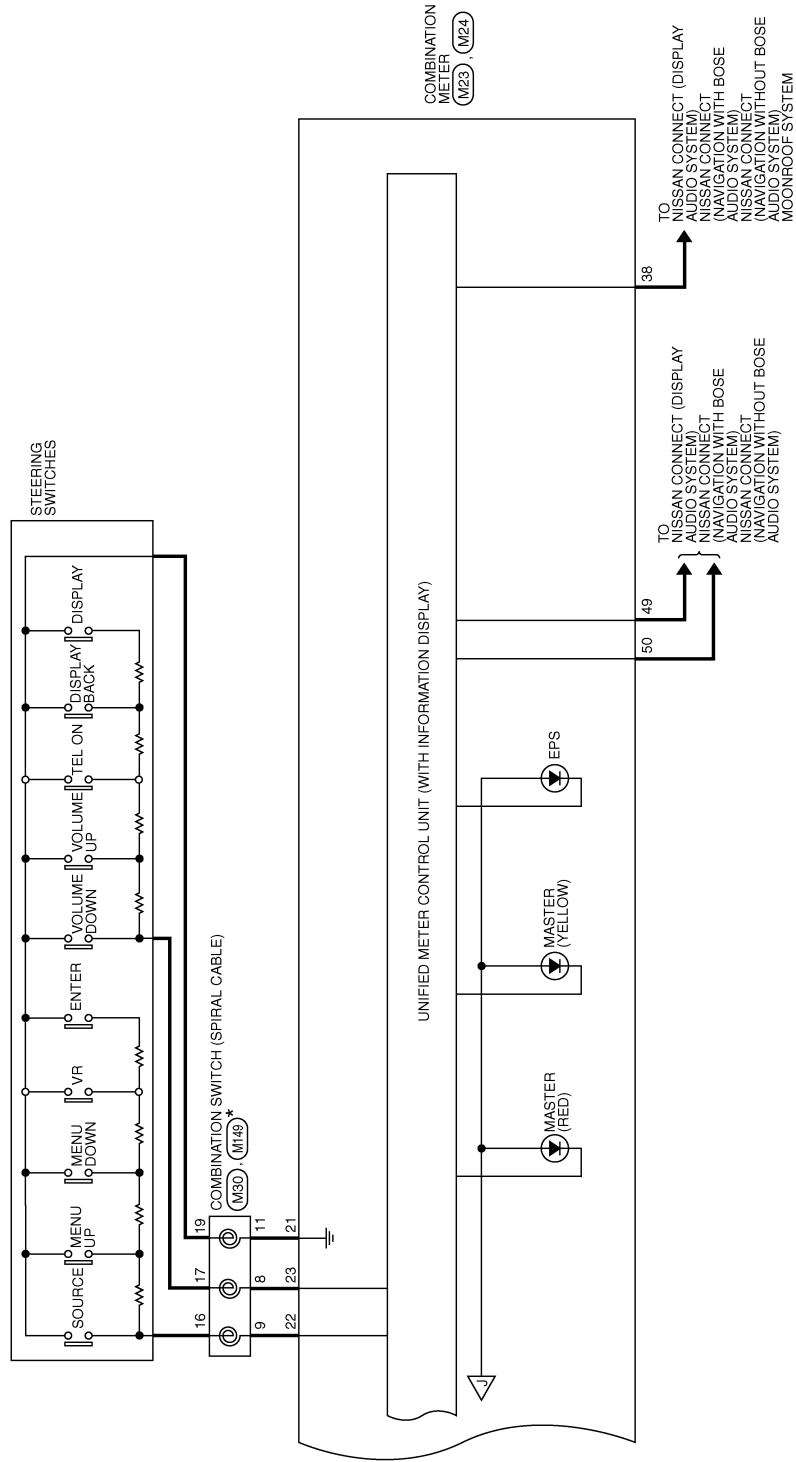 STEERING
SWITCHES
SOURCE
MENU
UP
MENU
DOWN
VR
ENTER
VOLUME
DOWN
VOLUME
UP
TEL ON
DISPLAY
BACK
DISPLAY
16
17
19
COMBINATION SWITCH (SPIRAL CABLE)
M30 , M149 *
9
8
11
22
23
21
COMBINATION
METER
M23 , M24
UNIFIED METER CONTROL UNIT (WITH INFORMATION DISPLAY)
J
MASTER
(RED)
MASTER
(YELLOW)
EPS
50
49
38
TO
NISSAN CONNECT (DISPLAY
AUDIO SYSTEM)
NISSAN CONNECT
(NAVIGATION WITH BOSE
AUDIO SYSTEM)
NISSAN CONNECT
(NAVIGATION WITHOUT BOSE
AUDIO SYSTEM)
TO
NISSAN CONNECT (DISPLAY
AUDIO SYSTEM)
NISSAN CONNECT
(NAVIGATION WITH BOSE
AUDIO SYSTEM)
NISSAN CONNECT
(NAVIGATION WITHOUT BOSE
AUDIO SYSTEM)
MOONROOF SYSTEM